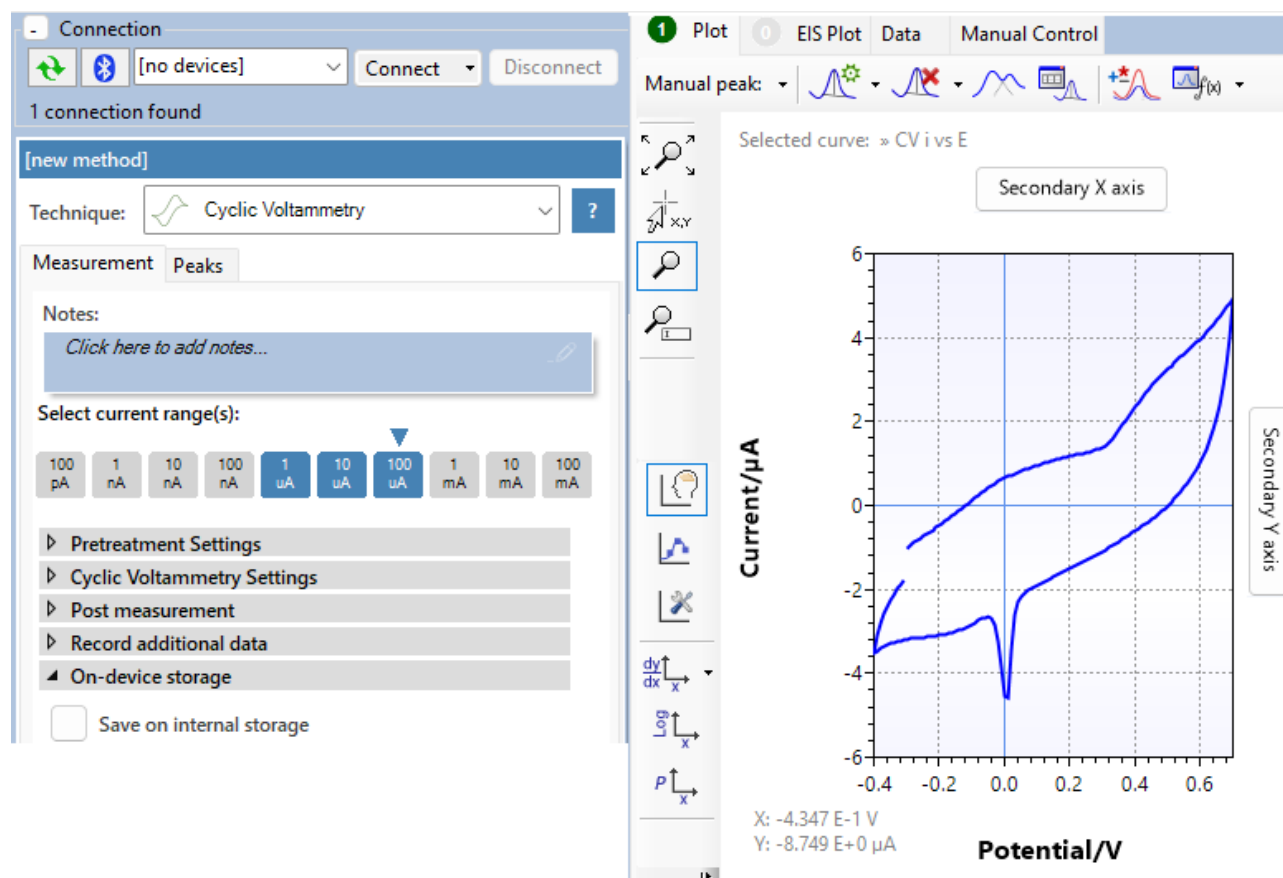 - Connection
[no devices] Connect Disconnect
1 connection found
[new method]
Technique: Cyclic Voltammetry ?
Measurement Peaks
Notes:
Click here to add notes...
Select current range(s):
100 pA 1 nA 10 nA 100 nA 1 uA 10 uA 100 uA 1 mA 10 mA 100 mA
Pretreatment Settings
Cyclic Voltammetry Settings
Post measurement
Record additional data
On-device storage
Save on internal storage
1 Plot 0 EIS Plot Data Manual Control
Manual peak: f(x)
Selected curve: » CV i vs E
Secondary X axis
X,Y
I
dy/dx x
Log x
P x
Current/µA
6
4
2
0
-2
-4
-6
-0.4 -0.2 0.0 0.2 0.4 0.6
Secondary Y axis
X: -4.347 E-1 V
Y: -8.749 E+0 µA
Potential/V